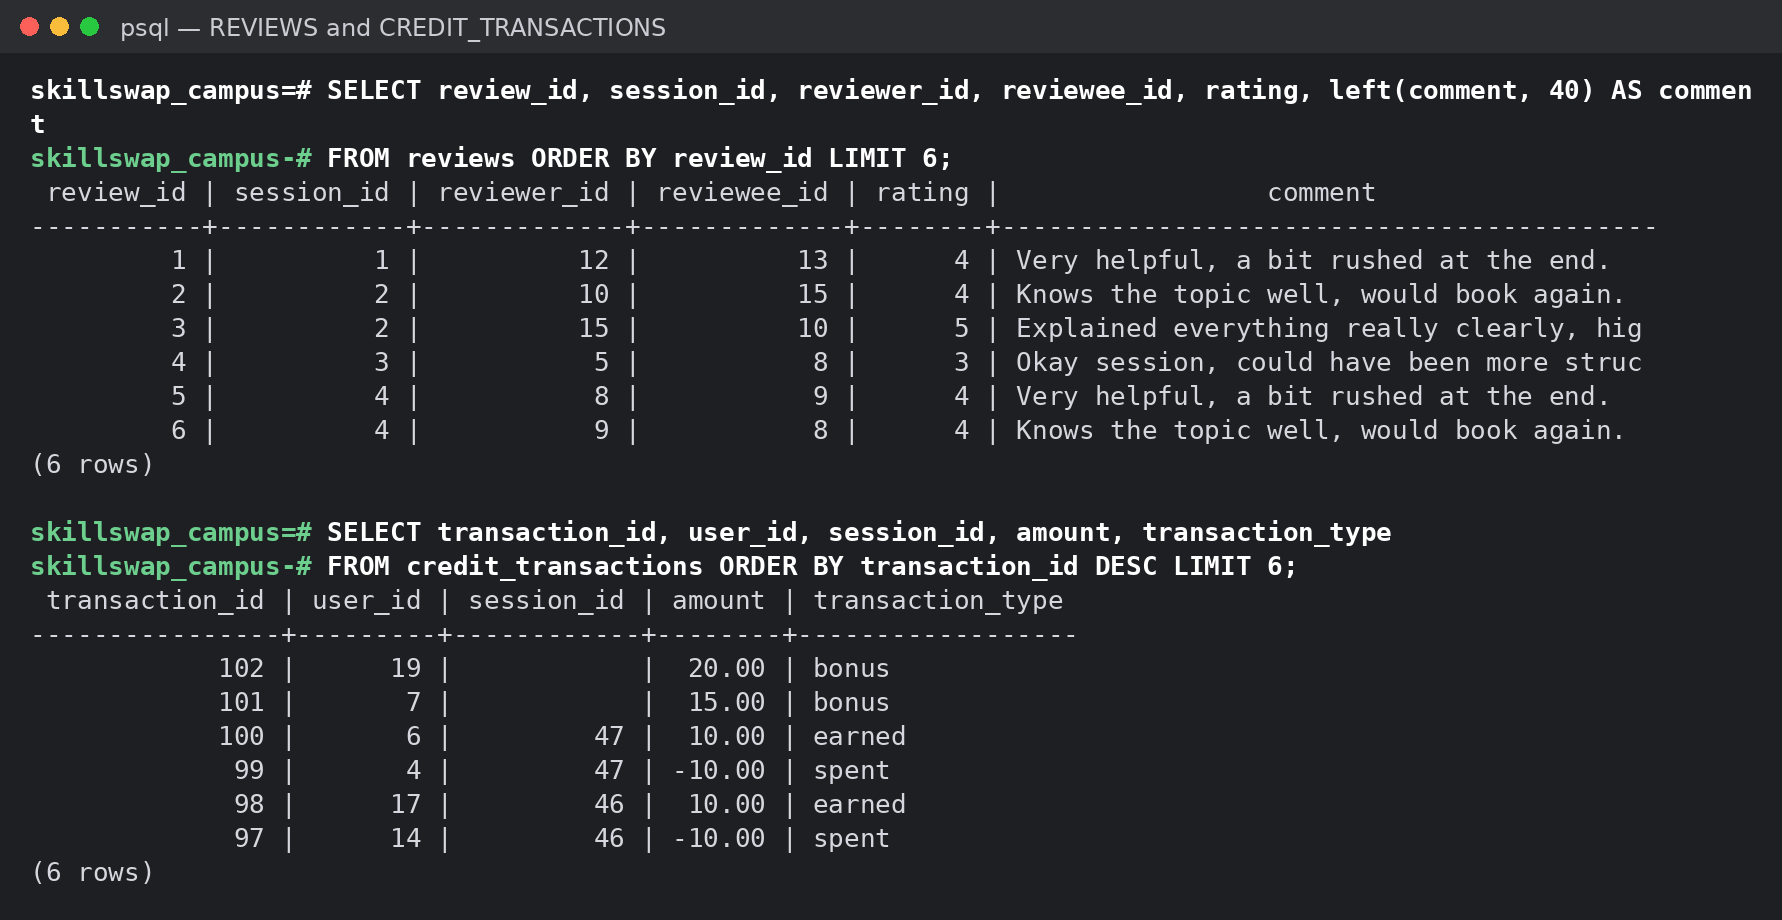 psql — REVIEWS and CREDIT_TRANSACTIONS
skillswap_campus=# SELECT review_id, session_id, reviewer_id, reviewee_id, rating, left(comment, 40) AS commen
t
skillswap_campus-# FROM reviews ORDER BY review_id LIMIT 6;
 review_id | session_id | reviewer_id | reviewee_id | rating |                 comment
-----------+------------+-------------+-------------+--------+------------------------------------------
         1 |          1 |          12 |          13 |      4 | Very helpful, a bit rushed at the end.
         2 |          2 |          10 |          15 |      4 | Knows the topic well, would book again.
         3 |          2 |          15 |          10 |      5 | Explained everything really clearly, hig
         4 |          3 |           5 |           8 |      3 | Okay session, could have been more struc
         5 |          4 |           8 |           9 |      4 | Very helpful, a bit rushed at the end.
         6 |          4 |           9 |           8 |      4 | Knows the topic well, would book again.
(6 rows)
skillswap_campus=# SELECT transaction_id, user_id, session_id, amount, transaction_type
skillswap_campus-# FROM credit_transactions ORDER BY transaction_id DESC LIMIT 6;
 transaction_id | user_id | session_id | amount | transaction_type
----------------+---------+------------+--------+------------------
            102 |      19 |            |  20.00 | bonus
            101 |       7 |            |  15.00 | bonus
            100 |       6 |         47 |  10.00 | earned
             99 |       4 |         47 | -10.00 | spent
             98 |      17 |         46 |  10.00 | earned
             97 |      14 |         46 | -10.00 | spent
(6 rows)